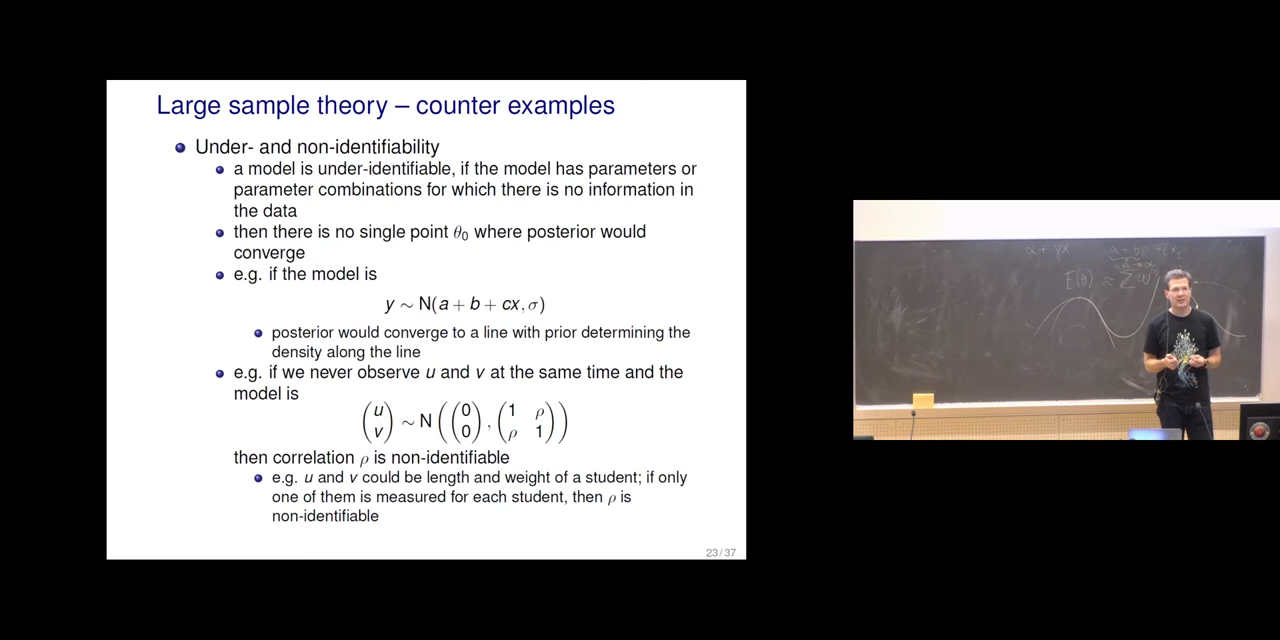 Large sample theory – counter examples
Under- and non-identifiability
a model is under-identifiable, if the model has parameters or
parameter combinations for which there is no information in
the data
then there is no single point θ₀ where posterior would
converge
e.g. if the model is
y ∼ N(a + b + cx, σ)
posterior would converge to a line with prior determining the
density along the line
e.g. if we never observe u and v at the same time and the
model is
(u v) ∼ N((0 0), (1 ρ ρ 1))
then correlation ρ is non-identifiable
e.g. u and v could be length and weight of a student; if only
one of them is measured for each student, then ρ is
non-identifiable
23 / 37